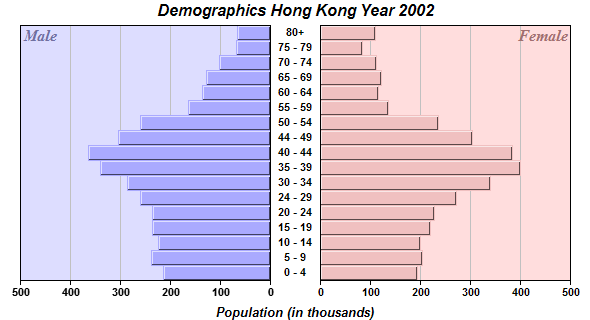 Demographics Hong Kong Year 2002
Male
Female
80+
75 - 79
70 - 74
65 - 69
60 - 64
55 - 59
50 - 54
44 - 49
40 - 44
35 - 39
30 - 34
24 - 29
20 - 24
15 - 19
10 - 14
5 - 9
0 - 4
500 400 300 200 100 0 0 100 200 300 400 500
Population (in thousands)